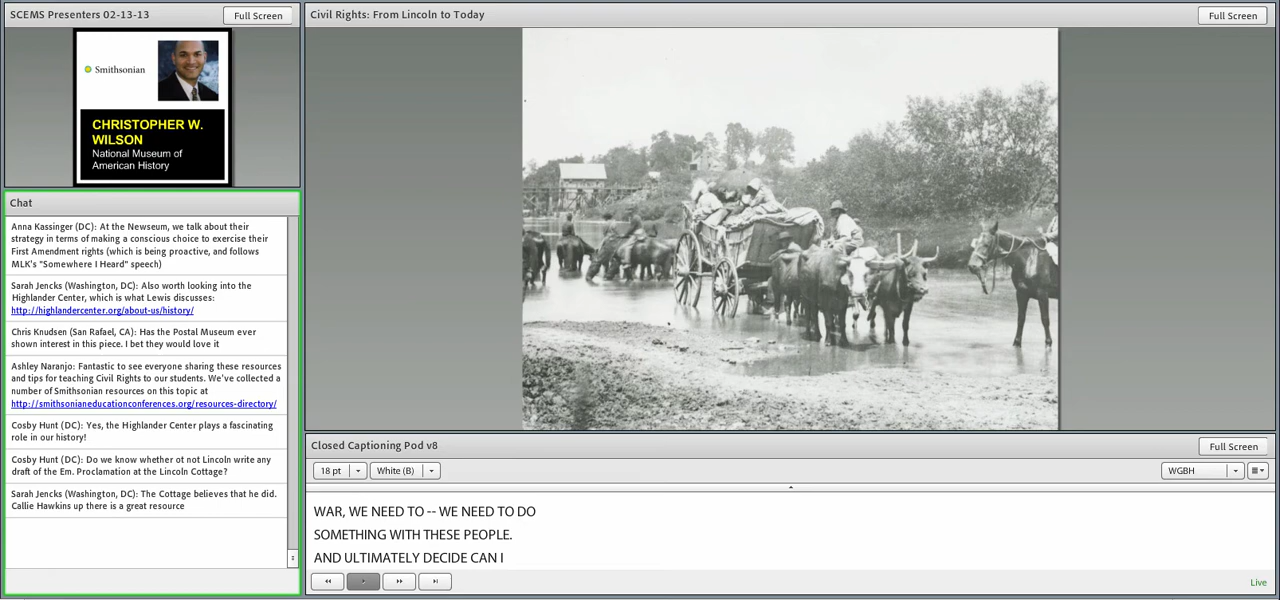 SCEMS Presenters 02-13-13
Full Screen
Smithsonian
CHRISTOPHER W.
WILSON
National Museum of
American History
Chat
Anna Kassinger (DC): At the Newseum, we talk about their
strategy in terms of making a conscious choice to exercise their
First Amendment rights (which is being proactive, and follows
MLK's "Somewhere I Heard" speech)
Sarah Jencks (Washington, DC): Also worth looking into the
Highlander Center, which is what Lewis discusses:
http://highlandercenter.org/about-us/history/
Chris Knudsen (San Rafael, CA): Has the Postal Museum ever
shown interest in this piece. I bet they would love it
Ashley Naranjo: Fantastic to see everyone sharing these resources
and tips for teaching Civil Rights to our students. We've collected a
number of Smithsonian resources on this topic at
http://smithsonianeducationconferences.org/resources-directory/
Cosby Hunt (DC): Yes, the Highlander Center plays a fascinating
role in our history!
Cosby Hunt (DC): Do we know whether ot not Lincoln write any
draft of the Em. Proclamation at the Lincoln Cottage?
Sarah Jencks (Washington, DC): The Cottage believes that he did.
Callie Hawkins up there is a great resource
Civil Rights: From Lincoln to Today
Full Screen
Closed Captioning Pod v8
Full Screen
18 pt
White (B)
WGBH
WAR, WE NEED TO -- WE NEED TO DO
SOMETHING WITH THESE PEOPLE.
AND ULTIMATELY DECIDE CAN I
Live